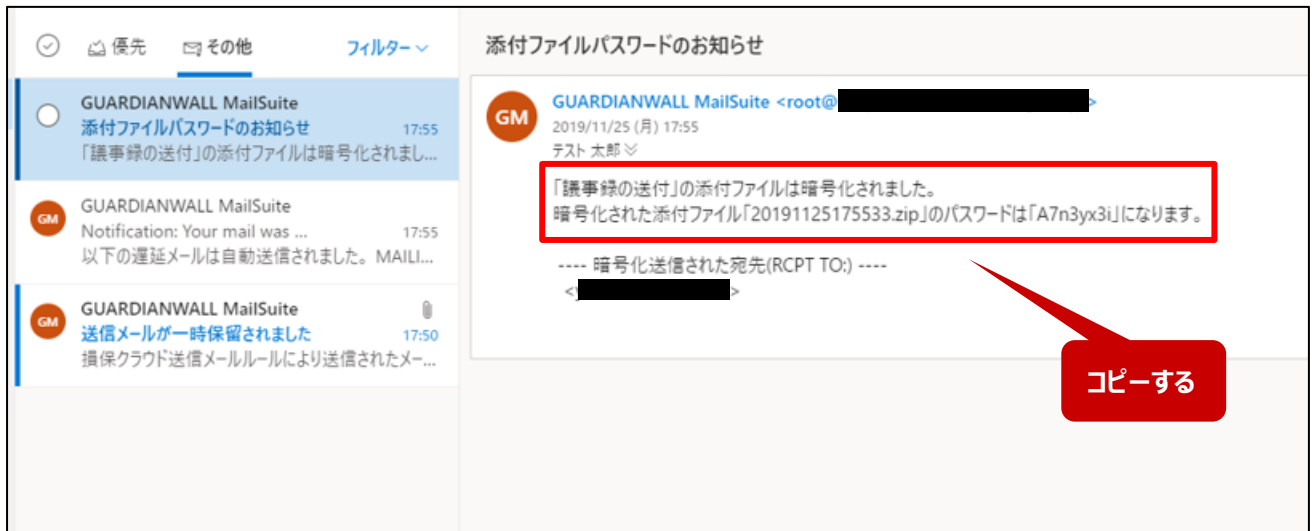 優先 その他 フィルター
GUARDIANWALL MailSuite
添付ファイルパスワードのお知らせ 17:55
「議事録の送付」の添付ファイルは暗号化されまし...
GM
GUARDIANWALL MailSuite
Notification: Your mail was ... 17:55
以下の遅延メールは自動送信されました。MAILI...
GM
GUARDIANWALL MailSuite
送信メールが一時保留されました 17:50
損保クラウド送信メールルールにより送信されたメー...
添付ファイルパスワードのお知らせ
GM
GUARDIANWALL MailSuite <root@ >
2019/11/25 (月) 17:55
テスト 太郎
「議事録の送付」の添付ファイルは暗号化されました。
暗号化された添付ファイル「20191125175533.zip」のパスワードは「A7n3yx3i」になります。
---- 暗号化送信された宛先(RCPT TO:) ----
< >
コピーする